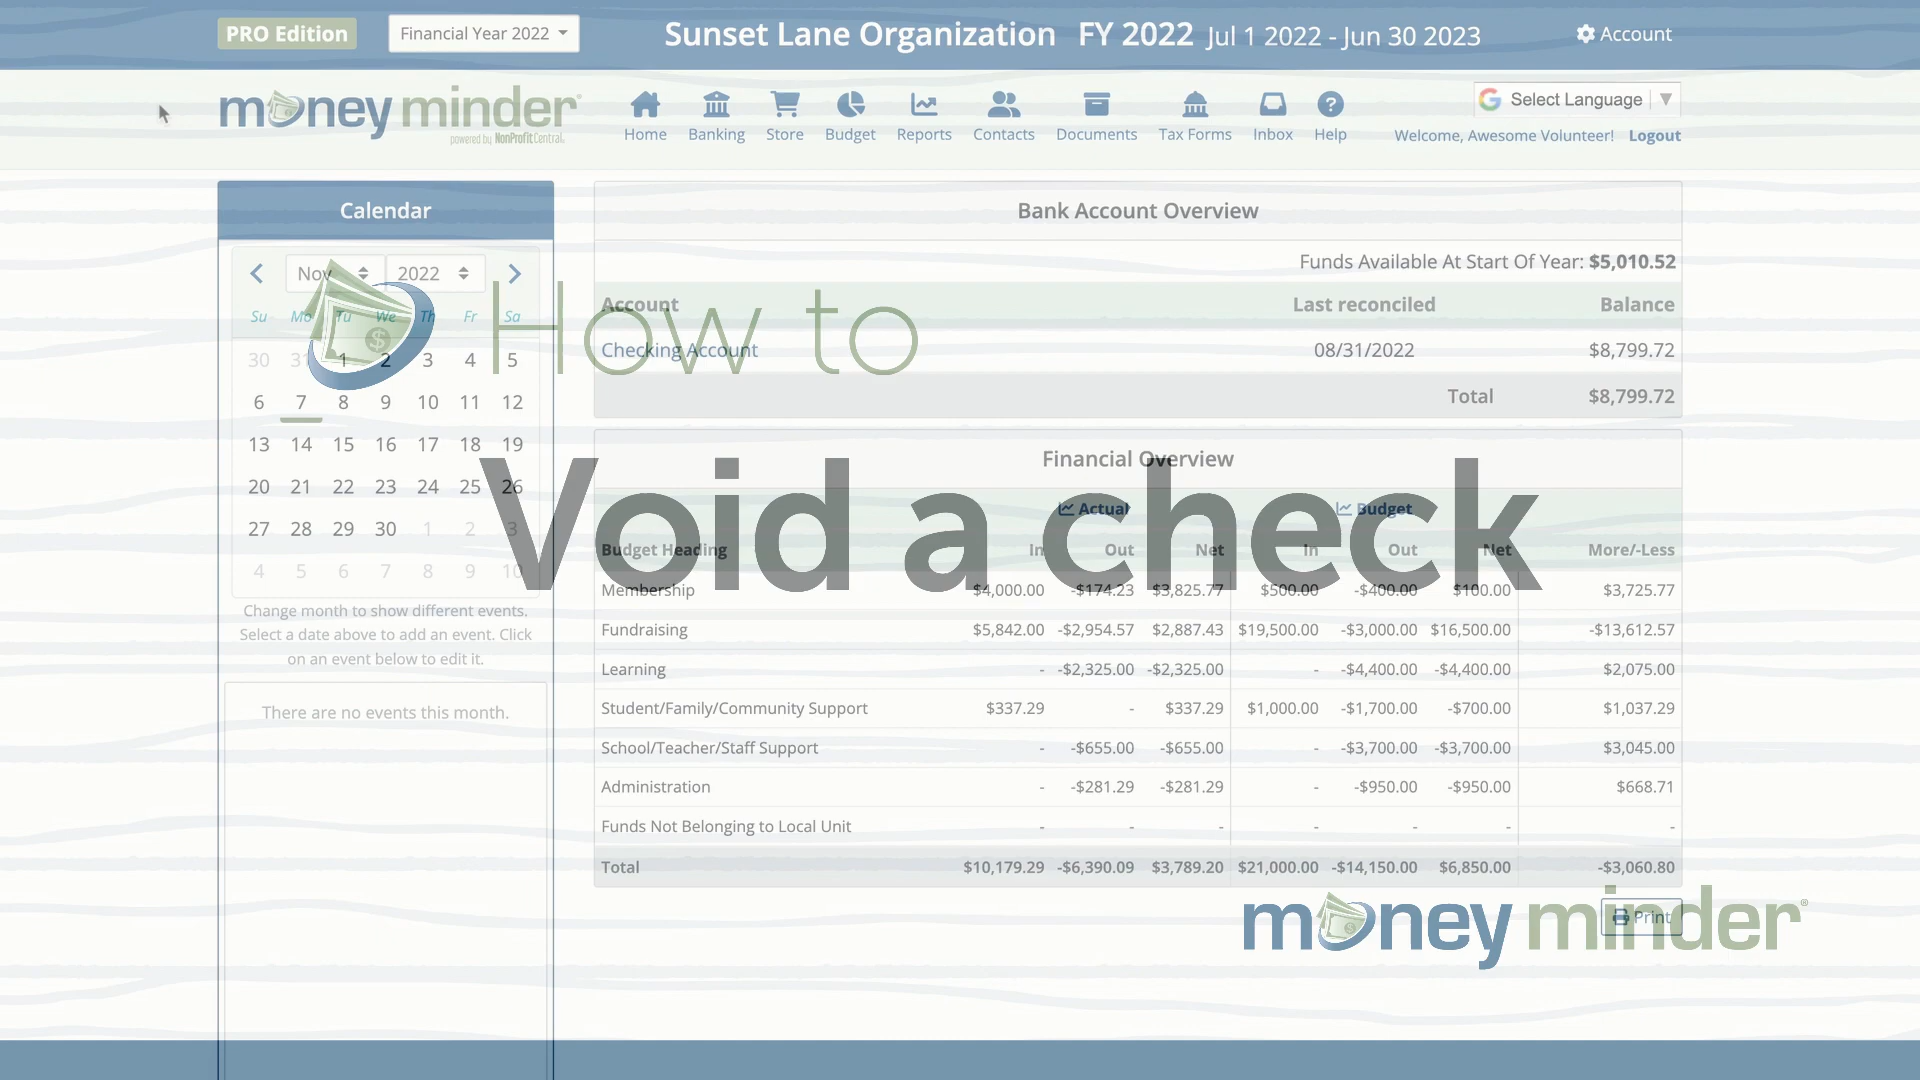 PRO Edition
Financial Year 2022
Sunset Lane Organization FY 2022 Jul 1 2022 - Jun 30 2023
Account
money minder®
powered by NonProfitCentral.
Home
Banking
Store
Budget
Reports
Contacts
Documents
Tax Forms
Inbox
Help
Select Language
Welcome, Awesome Volunteer! Logout
Calendar
Nov 2022
Su Mo Tu We Th Fr Sa
30 31 1 2 3 4 5
6 7 8 9 10 11 12
13 14 15 16 17 18 19
20 21 22 23 24 25 26
27 28 29 30 1 2 3
4 5 6 7 8 9 10
Change month to show different events.
Select a date above to add an event. Click
on an event below to edit it.
There are no events this month.
How to
Void a check
Bank Account Overview
Funds Available At Start Of Year: $5,010.52
Account Last reconciled Balance
Checking Account 08/31/2022 $8,799.72
Total $8,799.72
Financial Overview
Actual Budget
Budget Heading In Out Net In Out Net More/-Less
Membership $4,000.00 -$174.23 $3,825.77 $500.00 -$400.00 $100.00 $3,725.77
Fundraising $5,842.00 -$2,954.57 $2,887.43 $19,500.00 -$3,000.00 $16,500.00 -$13,612.57
Learning - -$2,325.00 -$2,325.00 - -$4,400.00 -$4,400.00 $2,075.00
Student/Family/Community Support $337.29 - $337.29 $1,000.00 -$1,700.00 -$700.00 $1,037.29
School/Teacher/Staff Support - -$655.00 -$655.00 - -$3,700.00 -$3,700.00 $3,045.00
Administration - -$281.29 -$281.29 - -$950.00 -$950.00 $668.71
Funds Not Belonging to Local Unit - - - - - - -
Total $10,179.29 -$6,390.09 $3,789.20 $21,000.00 -$14,150.00 $6,850.00 -$3,060.80
Print
money minder®